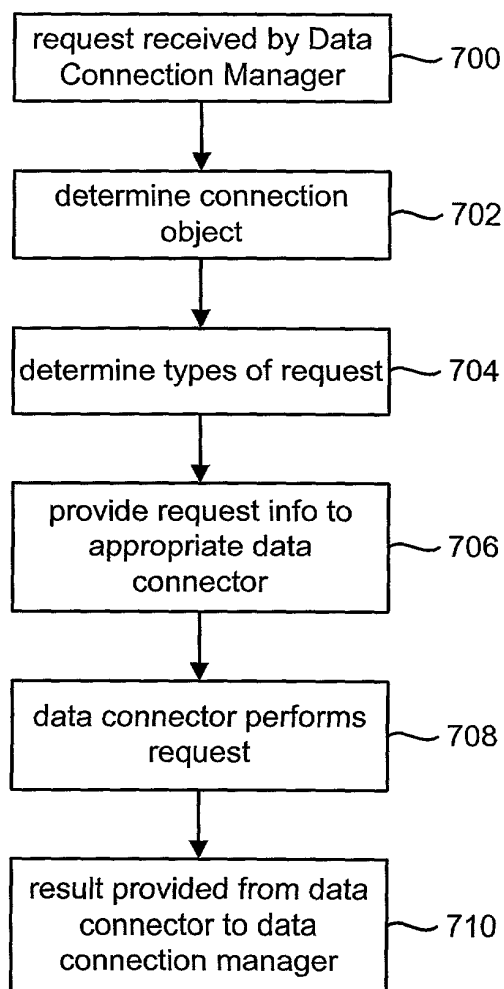 request received by Data
Connection Manager
700
determine connection
object
702
determine types of request
704
provide request info to
appropriate data
connector
706
data connector performs
request
708
result provided from data
connector to data
connection manager
710